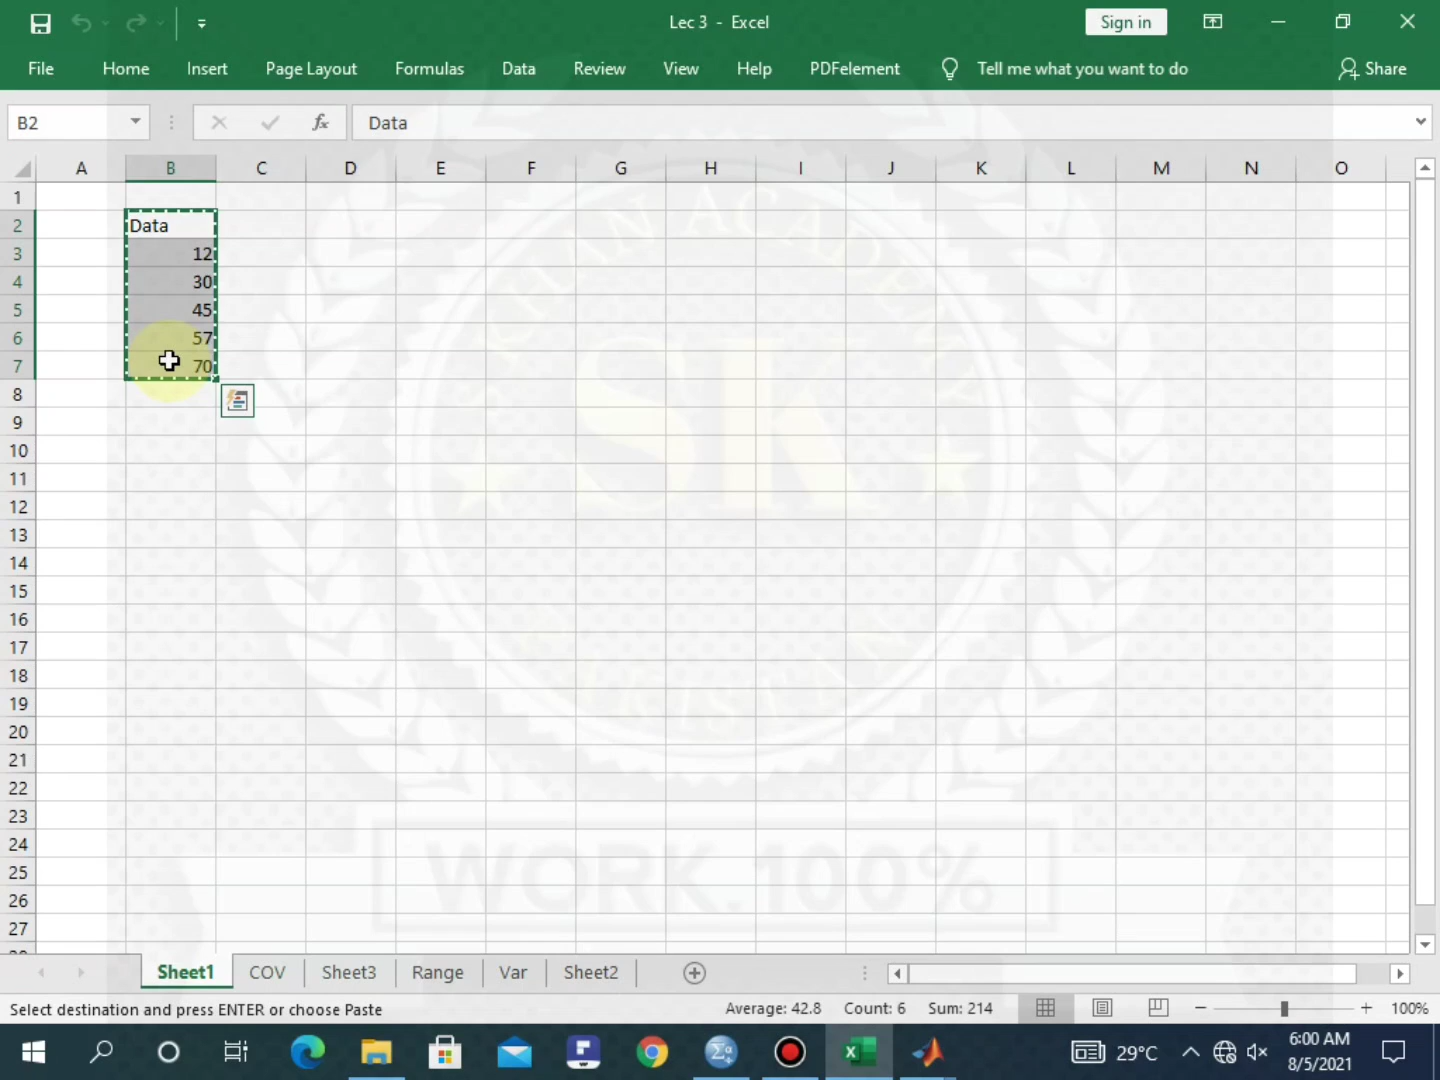 Lec 3 - Excel
Sign in
File Home Insert Page Layout Formulas Data Review View Help PDFelement Tell me what you want to do Share
B2 fx Data
A B C D E F G H I J K L M N O
1
2 Data
3 12
4 30
5 45
6 57
7 70
8
9
10
11
12
13
14
15
16
17
18
19
20
21
22
23
24
25
26
27
SK
WORK.100%
Sheet1 COV Sheet3 Range Var Sheet2
Select destination and press ENTER or choose Paste Average: 42.8 Count: 6 Sum: 214 100%
29°C 6:00 AM
8/5/2021